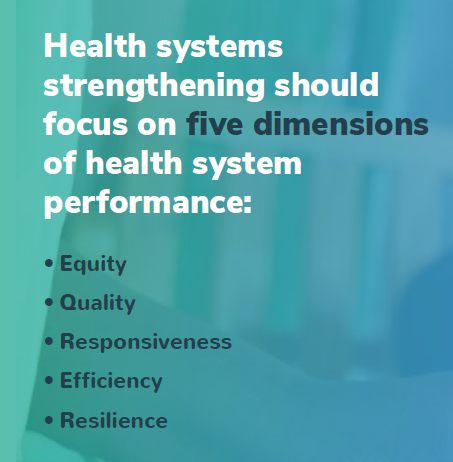 Health systems
strengthening should
focus on five dimensions
of health system
performance:
• Equity
• Quality
• Responsiveness
• Efficiency
• Resilience